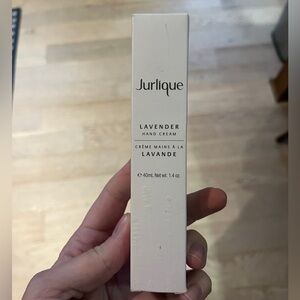 Jurlique
LAVENDER
HAND CREAM
CRÈME MAINS À LA
LAVANDE
℮ 40mL Net wt. 1.4 oz.